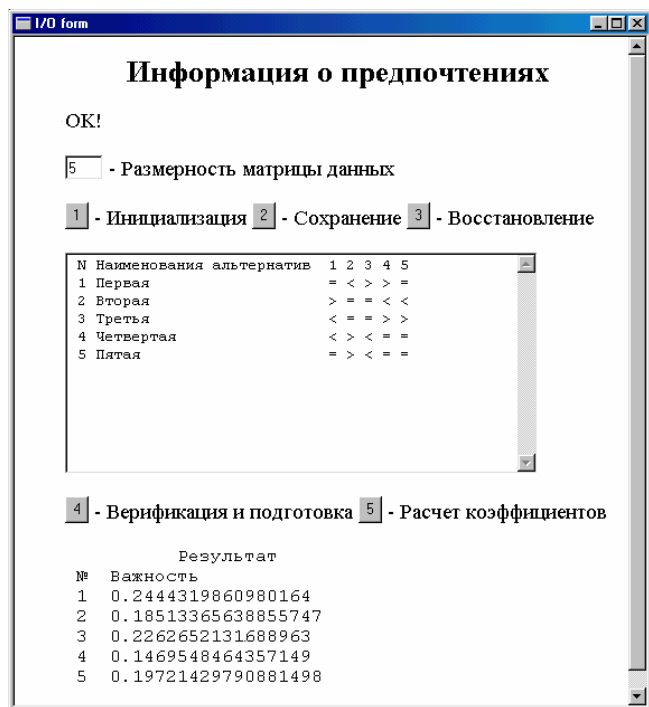 I/O form
Информация о предпочтениях
OK!
5 - Размерность матрицы данных
1 - Инициализация 2 - Сохранение 3 - Восстановление
N Наименования альтернатив 1 2 3 4 5
1 Первая = < > > =
2 Вторая > = = < <
3 Третья < = = > >
4 Четвертая < > < = =
5 Пятая = > < = =
4 - Верификация и подготовка 5 - Расчет коэффициентов
Результат
№ Важность
1 0.2444319860980164
2 0.18513365638855747
3 0.2262652131688963
4 0.1469548464357149
5 0.19721429790881498